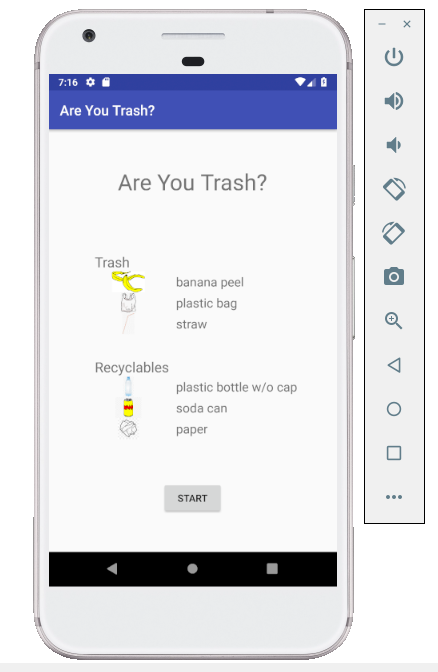 7:16
Are You Trash?
Are You Trash?
Trash
banana peel
plastic bag
straw
Recyclables
plastic bottle w/o cap
soda can
paper
START